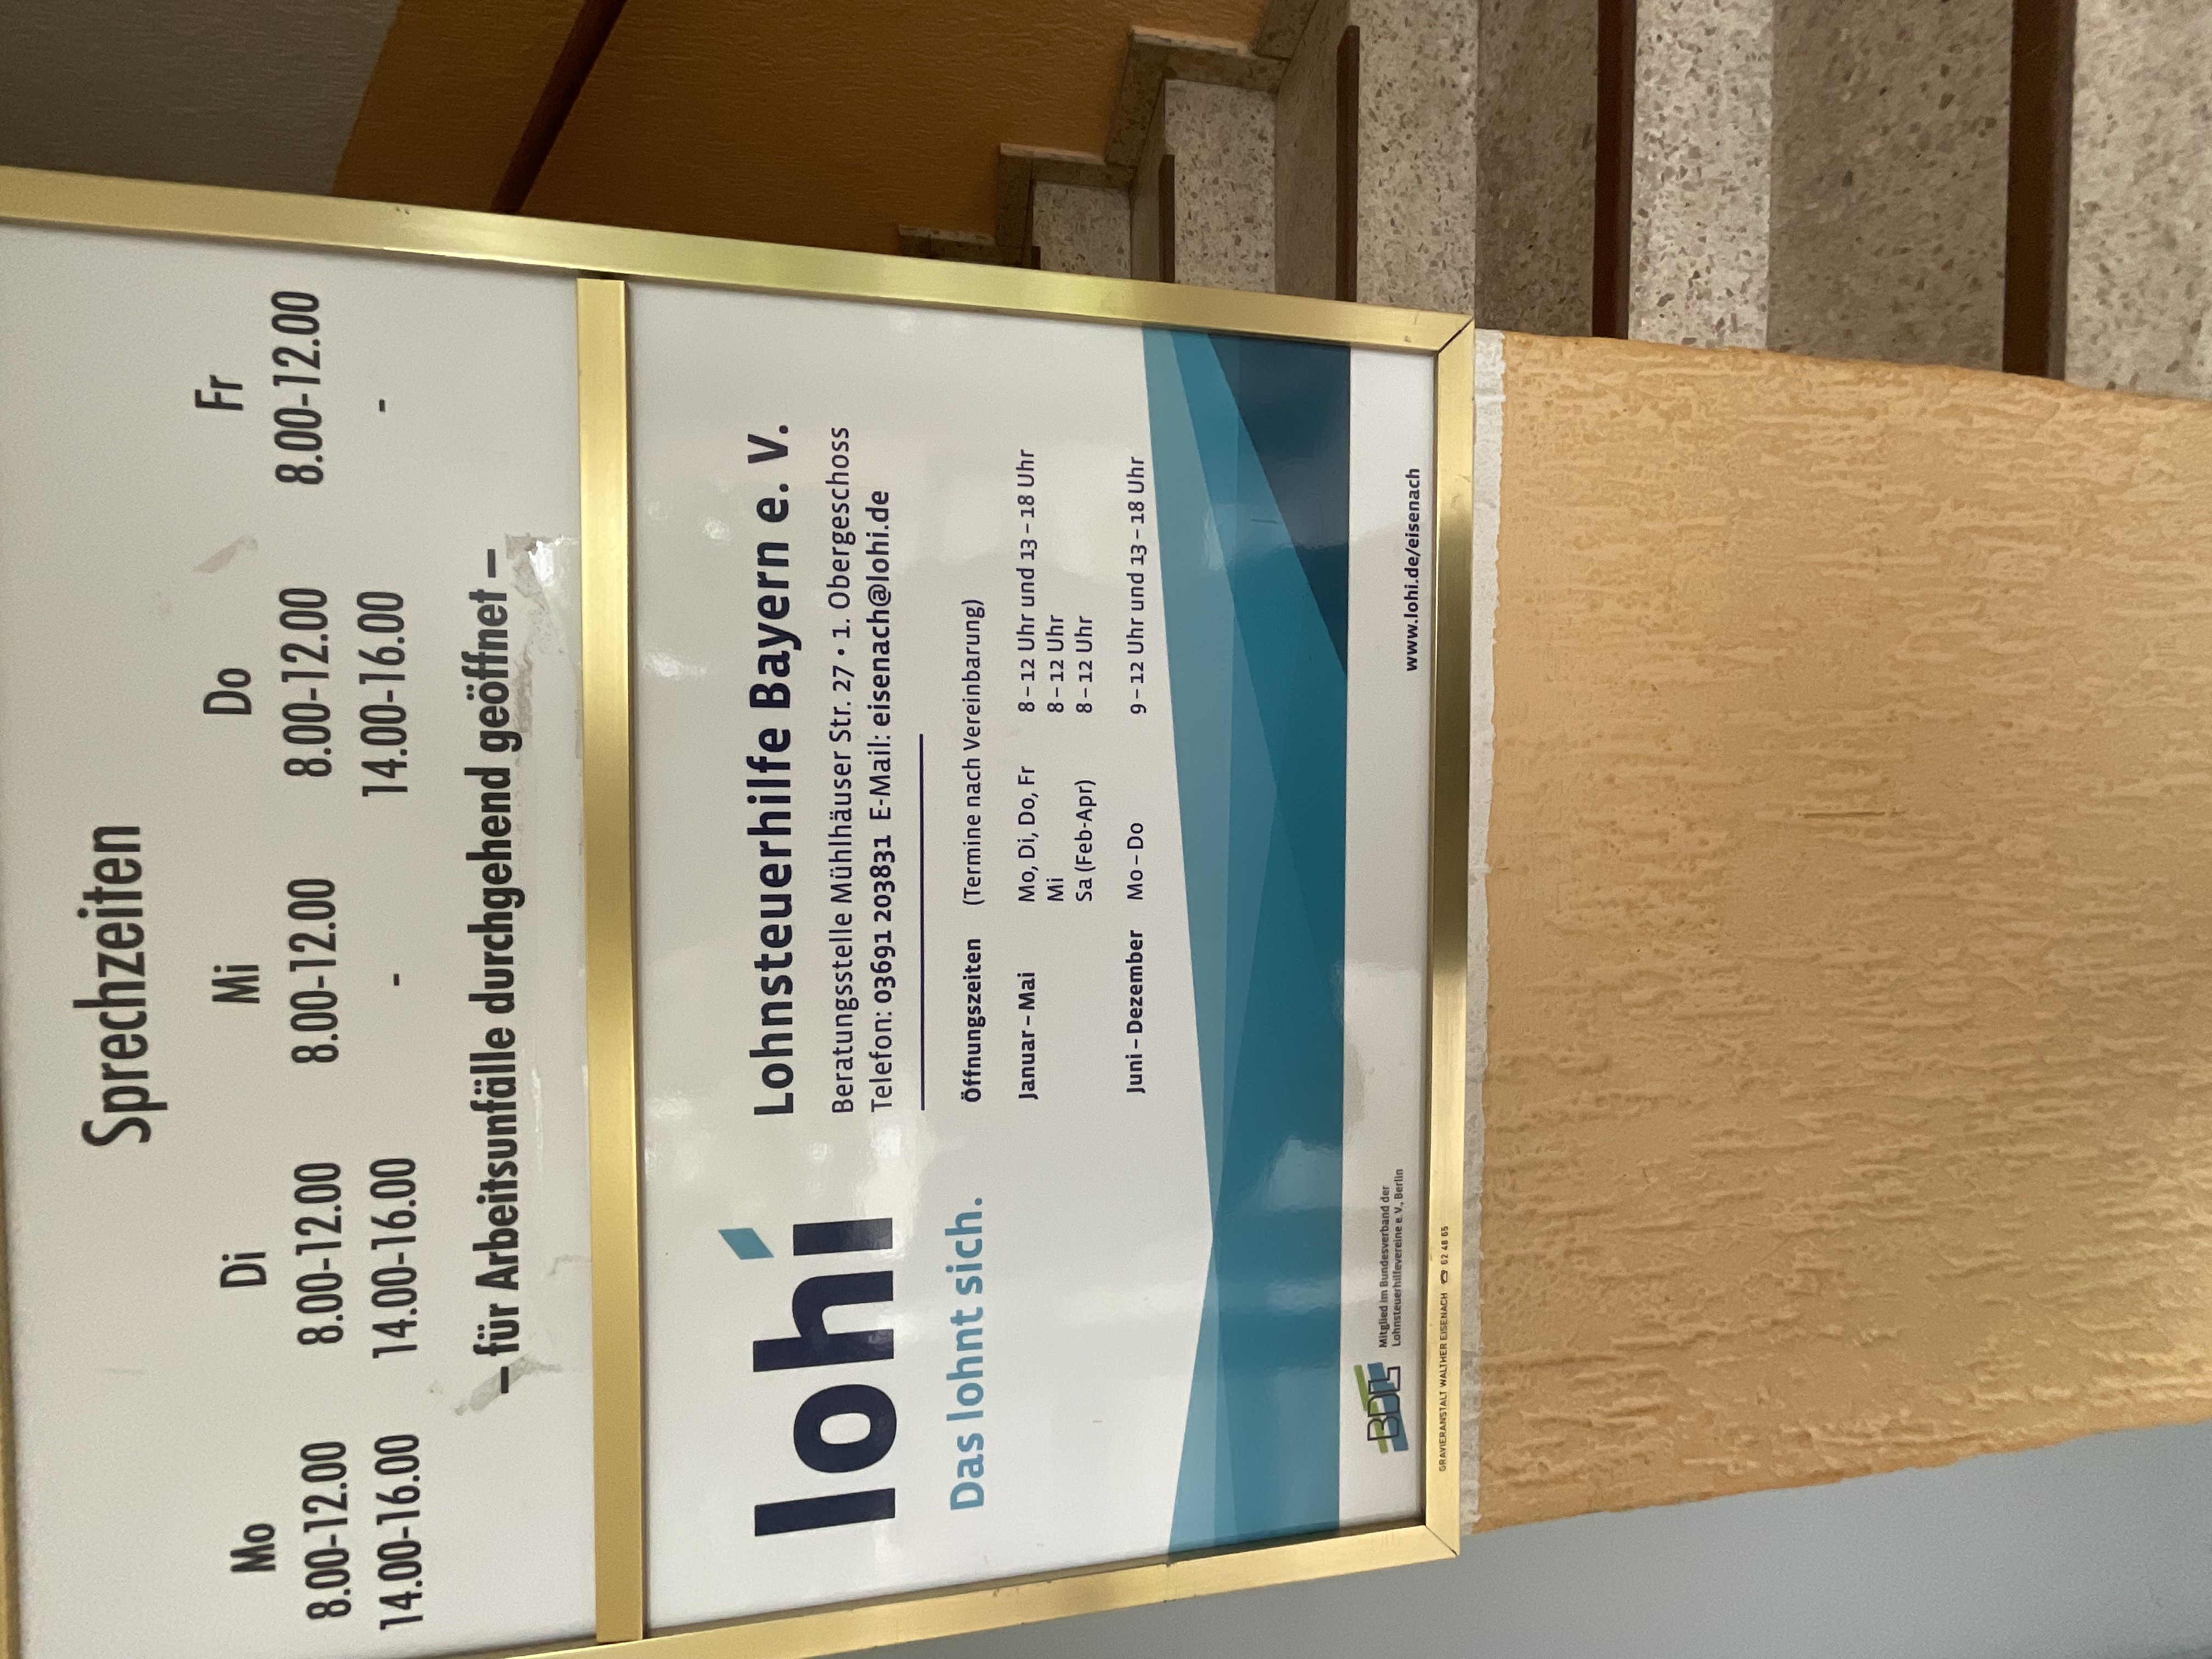 Sprechzeiten
Mo Di Mi Do Fr
8.00-12.00 8.00-12.00 8.00-12.00 8.00-12.00 8.00-12.00
14.00-16.00 14.00-16.00 - 14.00-16.00 -
– für Arbeitsunfälle durchgehend geöffnet –
lohi
Das lohnt sich.
Lohnsteuerhilfe Bayern e. V.
Beratungsstelle Mühlhäuser Str. 27 • 1. Obergeschoss
Telefon: 03691 203831 E-Mail: eisenach@lohi.de
Öffnungszeiten (Termine nach Vereinbarung)
Januar – Mai Mo, Di, Do, Fr 8 – 12 Uhr und 13 – 18 Uhr
Mi 8 – 12 Uhr
Sa (Feb-Apr) 8 – 12 Uhr
Juni – Dezember Mo – Do 9 – 12 Uhr und 13 – 18 Uhr
BDL
Mitglied im Bundesverband der
Lohnsteuerhilfevereine e.V., Berlin
www.lohi.de/eisenach
GRAVIERANSTALT WALTHER EISENACH ☎ 62 48 65